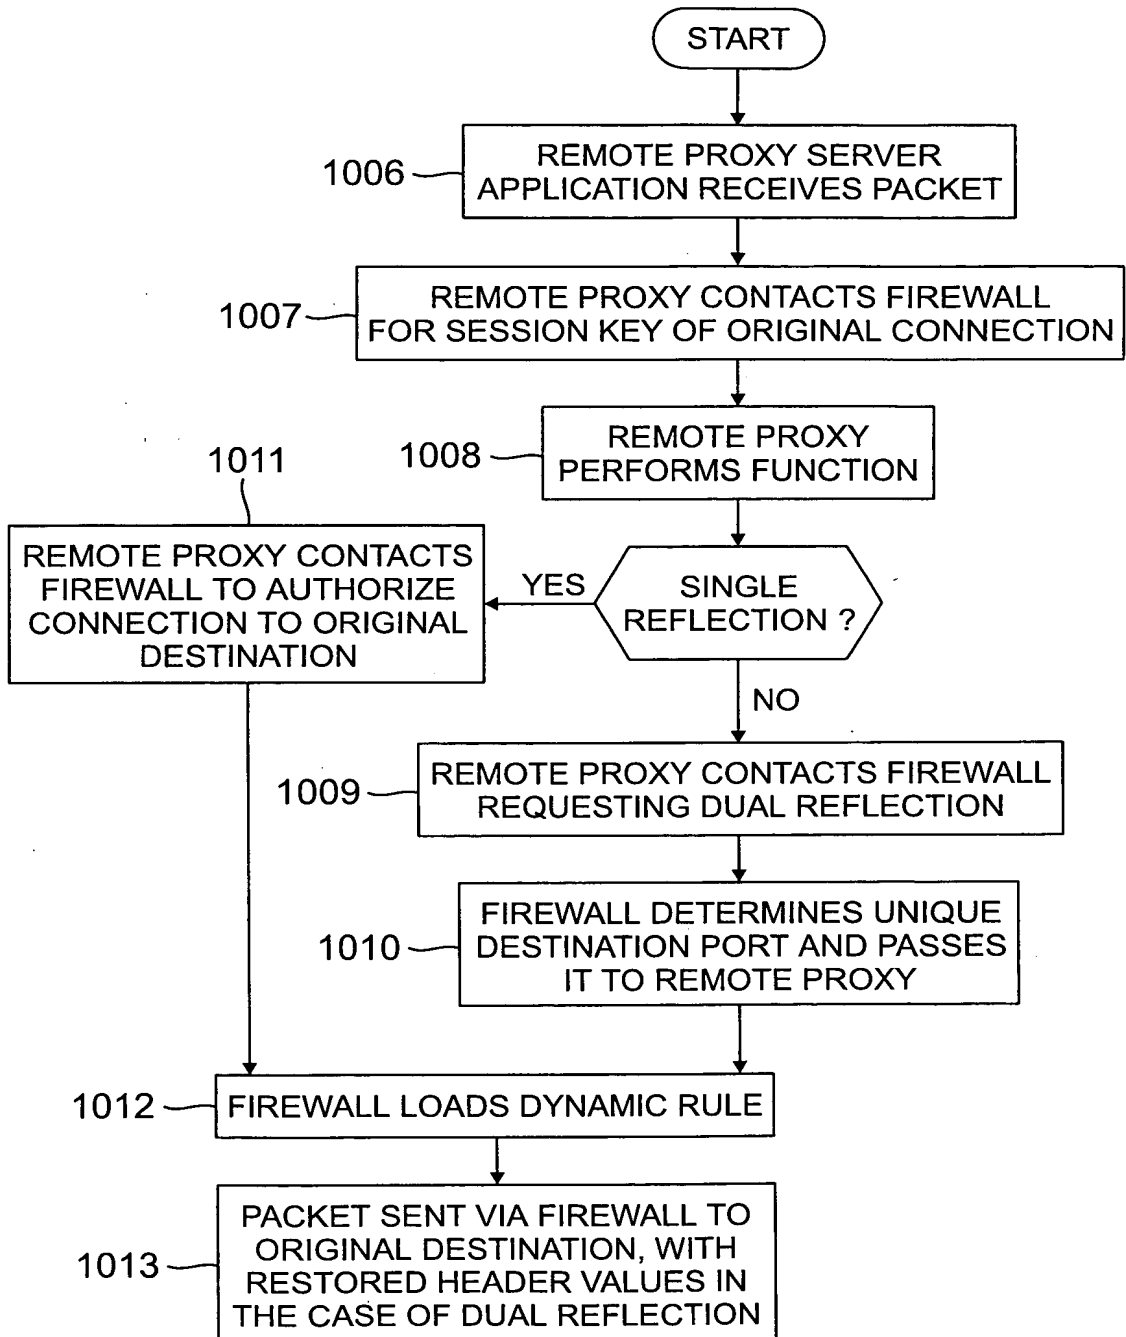 START
1006
REMOTE PROXY SERVER
APPLICATION RECEIVES PACKET
1007
REMOTE PROXY CONTACTS FIREWALL
FOR SESSION KEY OF ORIGINAL CONNECTION
1008
REMOTE PROXY
PERFORMS FUNCTION
SINGLE
REFLECTION ?
YES
1011
REMOTE PROXY CONTACTS
FIREWALL TO AUTHORIZE
CONNECTION TO ORIGINAL
DESTINATION
NO
1009
REMOTE PROXY CONTACTS FIREWALL
REQUESTING DUAL REFLECTION
1010
FIREWALL DETERMINES UNIQUE
DESTINATION PORT AND PASSES
IT TO REMOTE PROXY
1012
FIREWALL LOADS DYNAMIC RULE
1013
PACKET SENT VIA FIREWALL TO
ORIGINAL DESTINATION, WITH
RESTORED HEADER VALUES IN
THE CASE OF DUAL REFLECTION